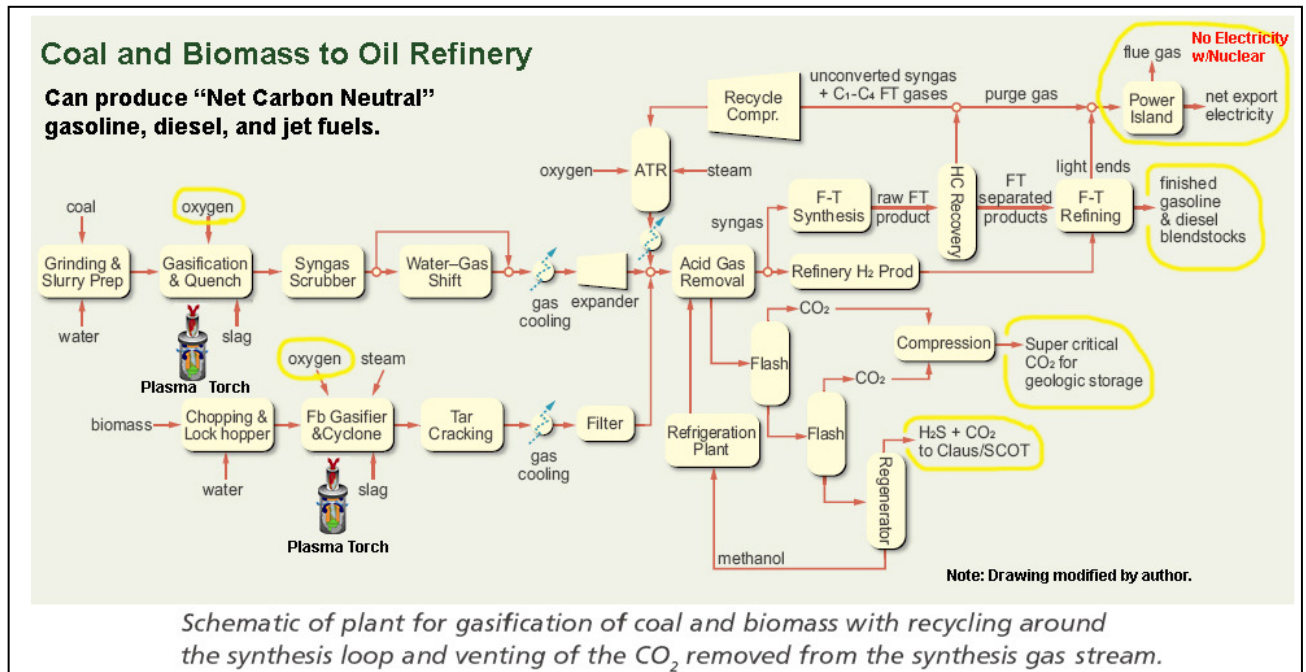 Coal and Biomass to Oil Refinery
Can produce “Net Carbon Neutral”
gasoline, diesel, and jet fuels.
No Electricity
w/Nuclear
flue gas
Power
Island
net export
electricity
unconverted syngas
+ C₁-C₄ FT gases
purge gas
Recycle
Compr.
oxygen
ATR
steam
light ends
syngas
F-T
Synthesis
raw FT
product
HC Recovery
FT
separated
products
F-T
Refining
finished
gasoline
& diesel
blendstocks
coal
oxygen
Grinding &
Slurry Prep
Gasification
& Quench
Syngas
Scrubber
Water–Gas
Shift
gas
cooling
expander
Acid Gas
Removal
Refinery H₂ Prod
water
slag
Plasma Torch
CO₂
Flash
Compression
Super critical
CO₂ for
geologic storage
CO₂
Flash
oxygen
steam
biomass
Chopping &
Lock hopper
Fb Gasifier
&Cyclone
Tar
Cracking
gas
cooling
Filter
Refrigeration
Plant
H₂S + CO₂
to Claus/SCOT
Regenerator
water
slag
Plasma Torch
methanol
Note: Drawing modified by author.
Schematic of plant for gasification of coal and biomass with recycling around
the synthesis loop and venting of the CO₂ removed from the synthesis gas stream.